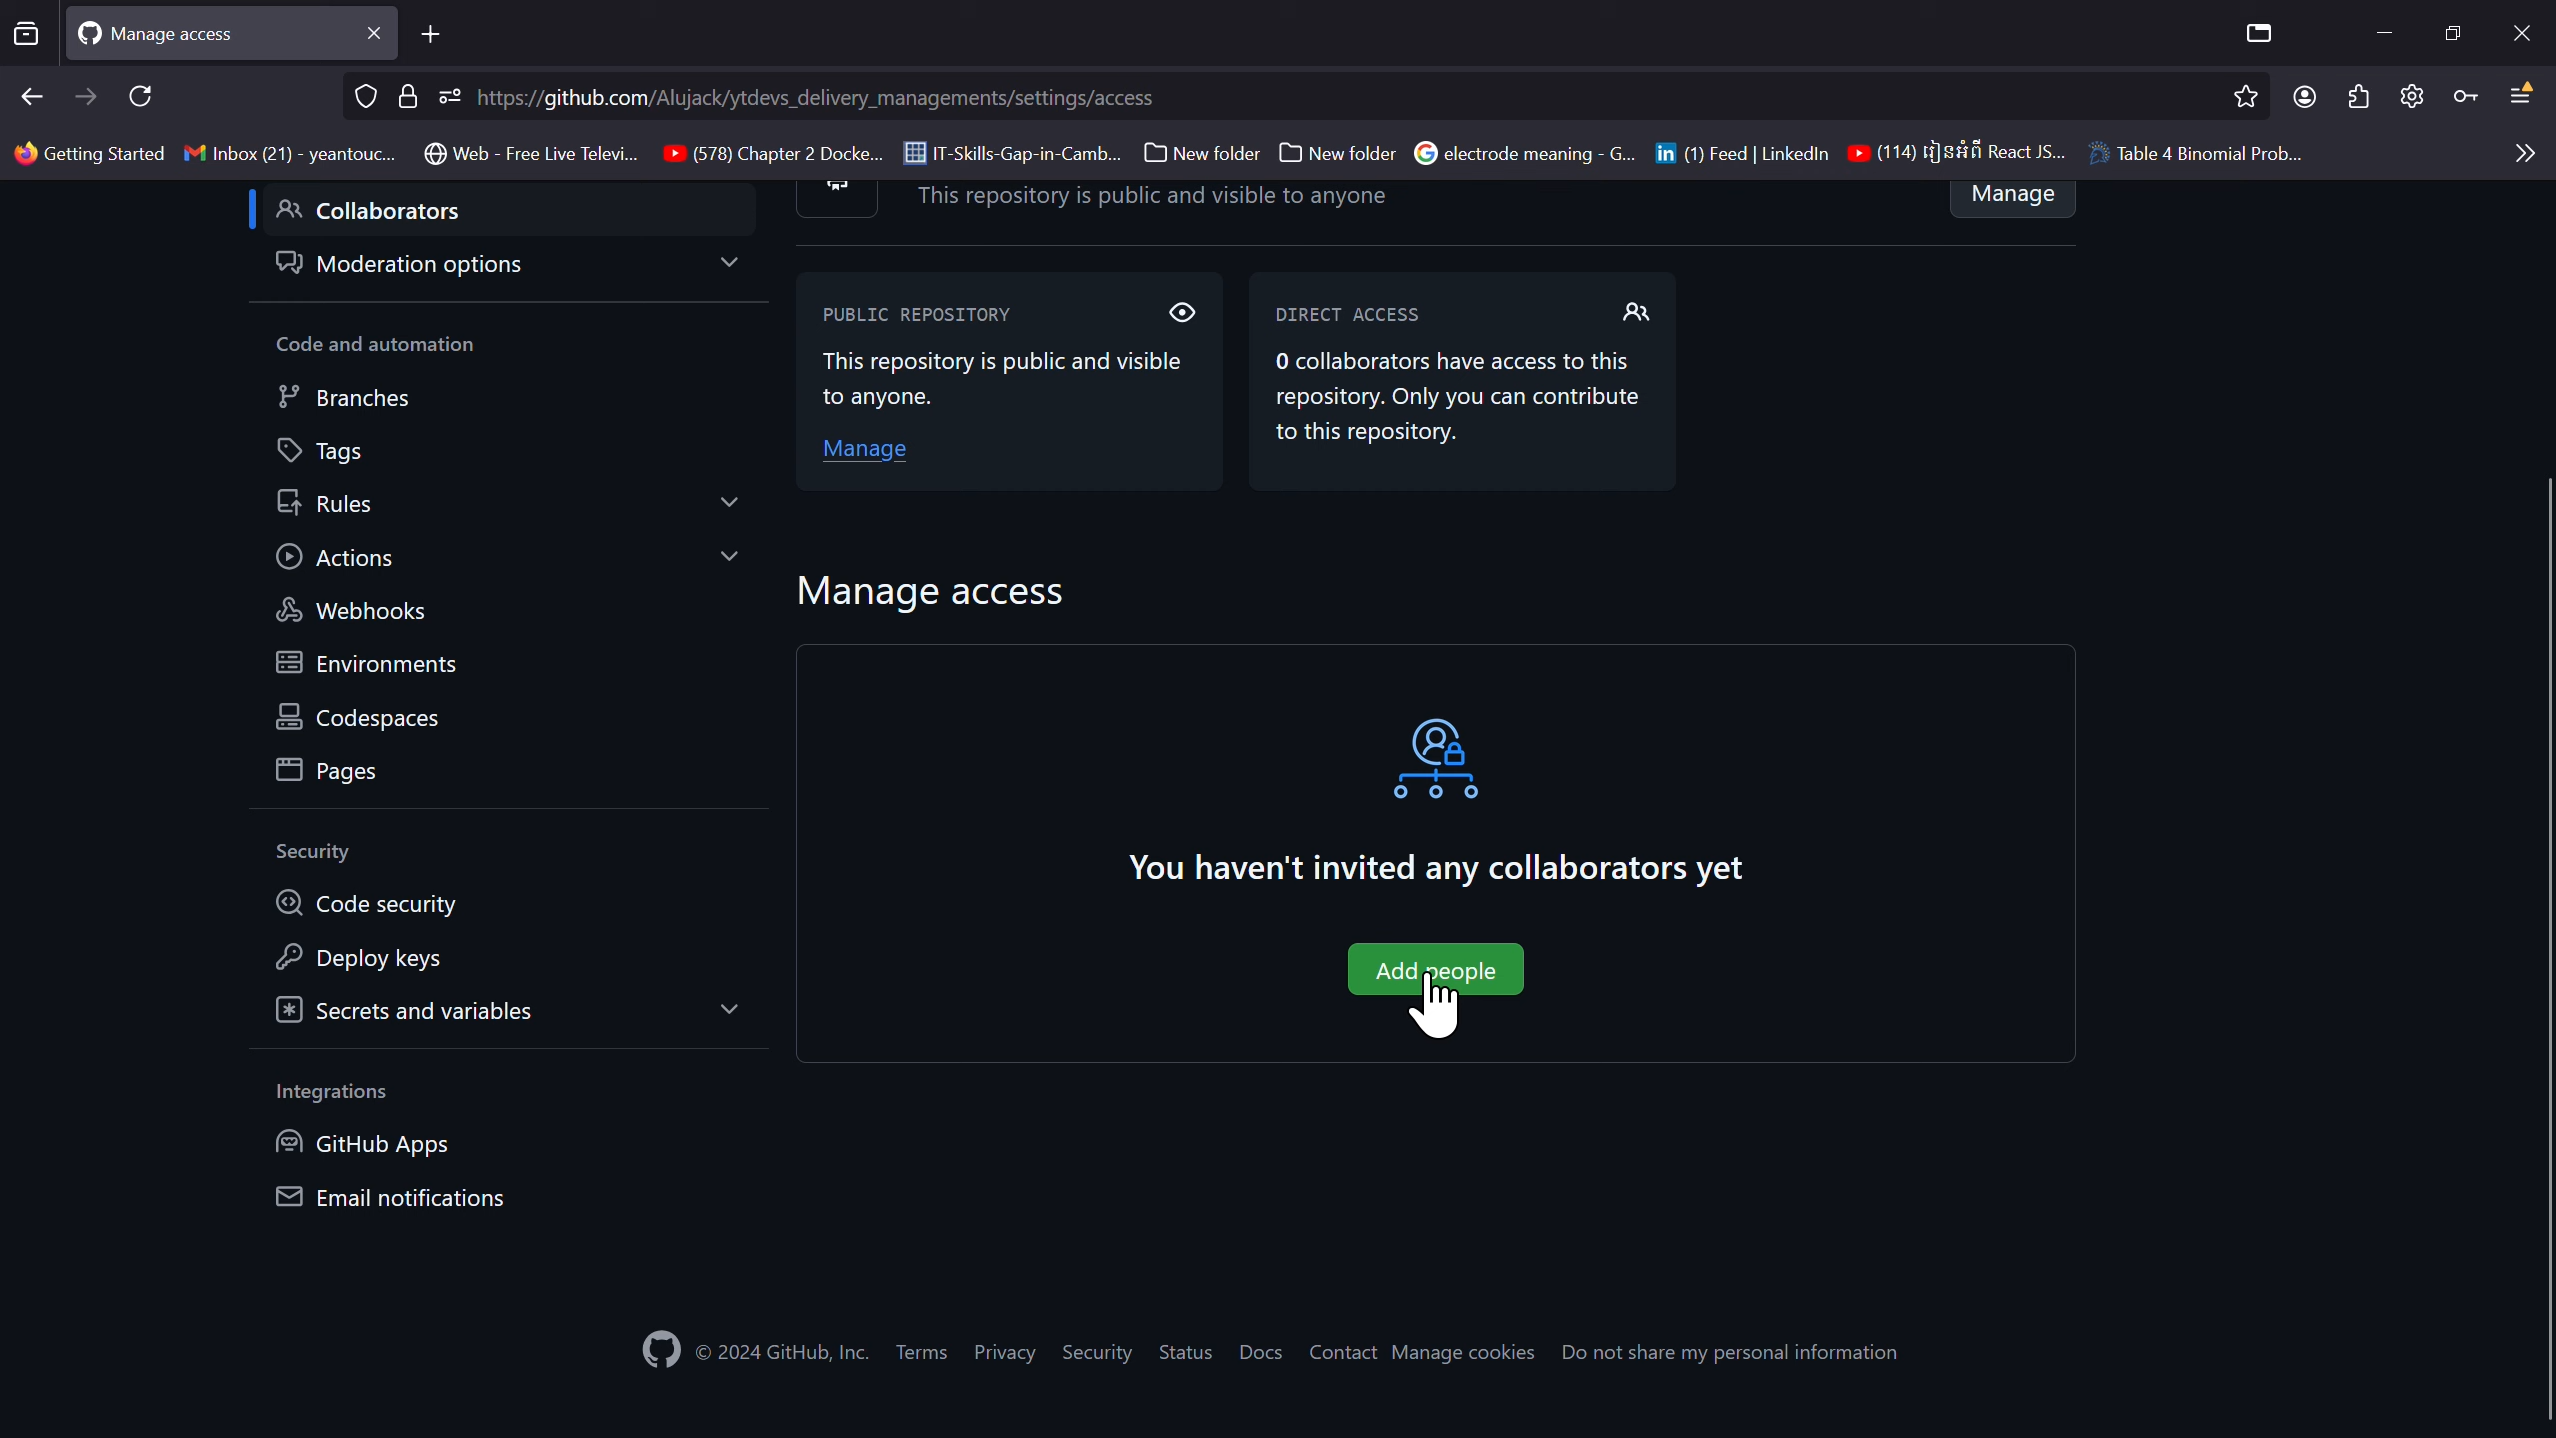 Manage access
https://github.com/Alujack/ytdevs_delivery_managements/settings/access
Getting Started
Inbox (21) - yeantouc...
Web - Free Live Televi...
(578) Chapter 2 Docke...
IT-Skills-Gap-in-Camb...
New folder
New folder
electrode meaning - G...
in (1) Feed | LinkedIn
(114) រៀនអំពី React JS...
Table 4 Binomial Prob...
Collaborators
Moderation options
Code and automation
Branches
Tags
Rules
Actions
Webhooks
Environments
Codespaces
Pages
Security
Code security
Deploy keys
Secrets and variables
Integrations
GitHub Apps
Email notifications
This repository is public and visible to anyone
Manage
PUBLIC REPOSITORY
This repository is public and visible
to anyone.
Manage
DIRECT ACCESS
0 collaborators have access to this
repository. Only you can contribute
to this repository.
Manage access
You haven't invited any collaborators yet
Add people
© 2024 GitHub, Inc. Terms Privacy Security Status Docs Contact Manage cookies Do not share my personal information